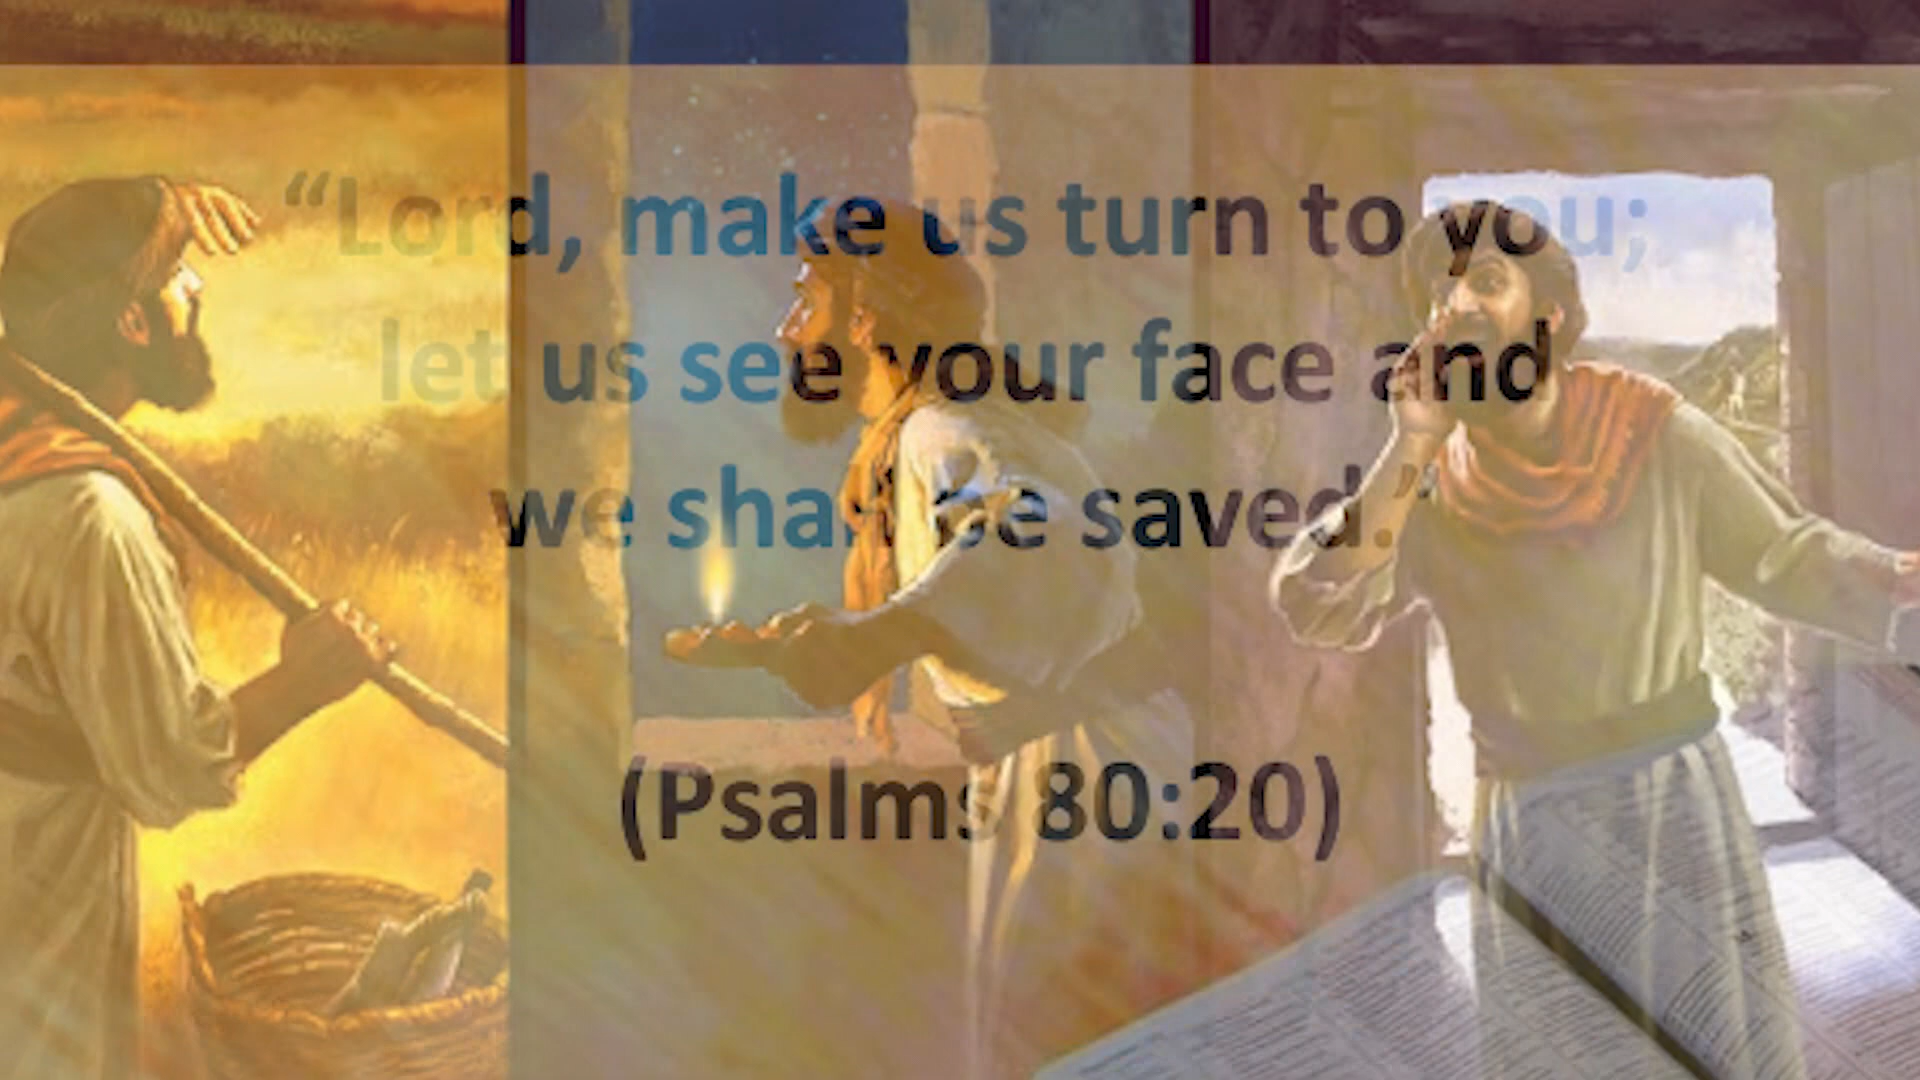 “Lord, make us turn to you;
let us see your face and
we shall be saved.”
(Psalms 80:20)